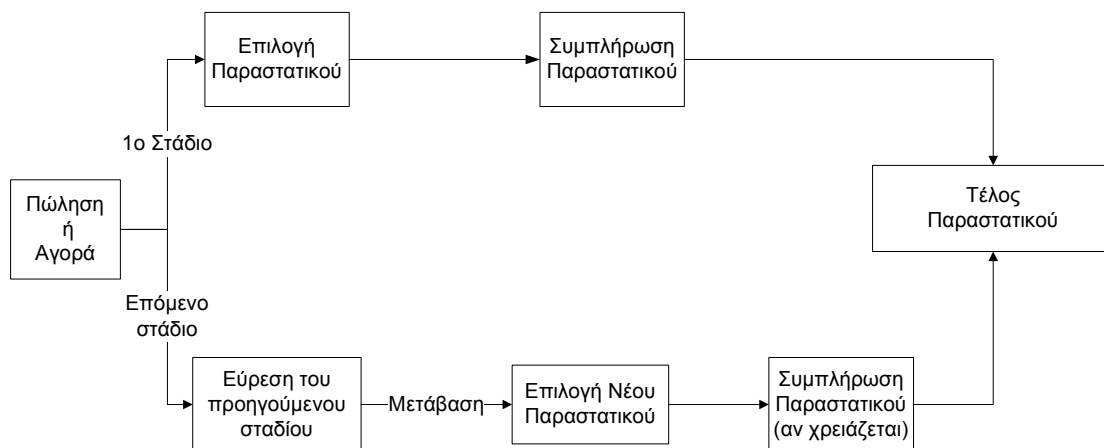 Επιλογή
Παραστατικού
Συμπλήρωση
Παραστατικού
1ο Στάδιο
Πώληση
ή
Αγορά
Τέλος
Παραστατικού
Επόμενο
στάδιο
Εύρεση του
προηγούμενου
σταδίου
Μετάβαση
Επιλογή Νέου
Παραστατικού
Συμπλήρωση
Παραστατικού
(αν χρειάζεται)